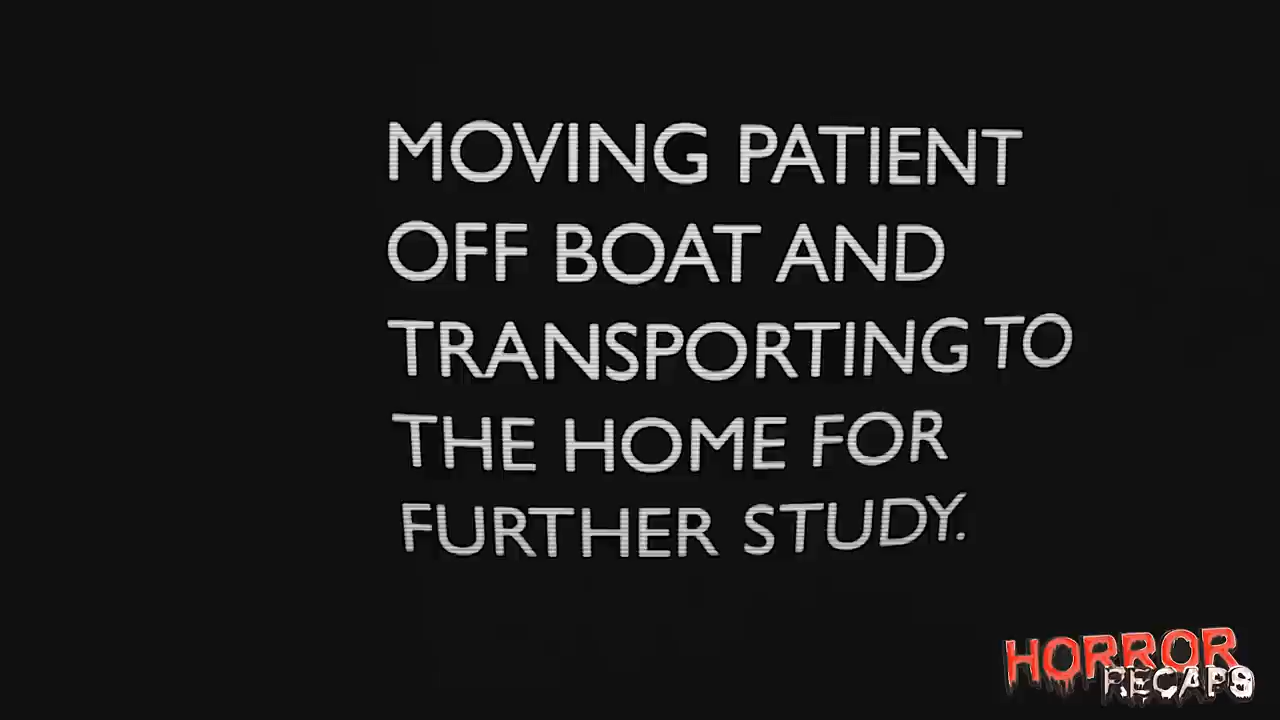 MOVING PATIENT
OFF BOAT AND
TRANSPORTING TO
THE HOME FOR
FURTHER STUDY.
HORROR
RECAPS